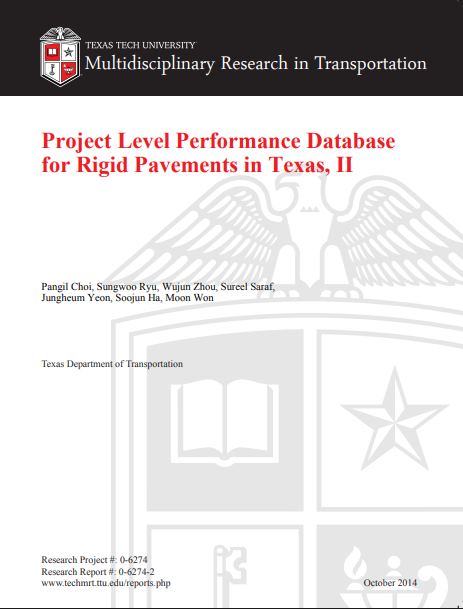 TEXAS TECH UNIVERSITY
Multidisciplinary Research in Transportation
Project Level Performance Database
for Rigid Pavements in Texas, II
Pangil Choi, Sungwoo Ryu, Wujun Zhou, Sureel Saraf,
Jungheum Yeon, Soojun Ha, Moon Won
Texas Department of Transportation
Research Project #: 0-6274
Research Report #: 0-6274-2
www.techmrt.ttu.edu/reports.php
October 2014